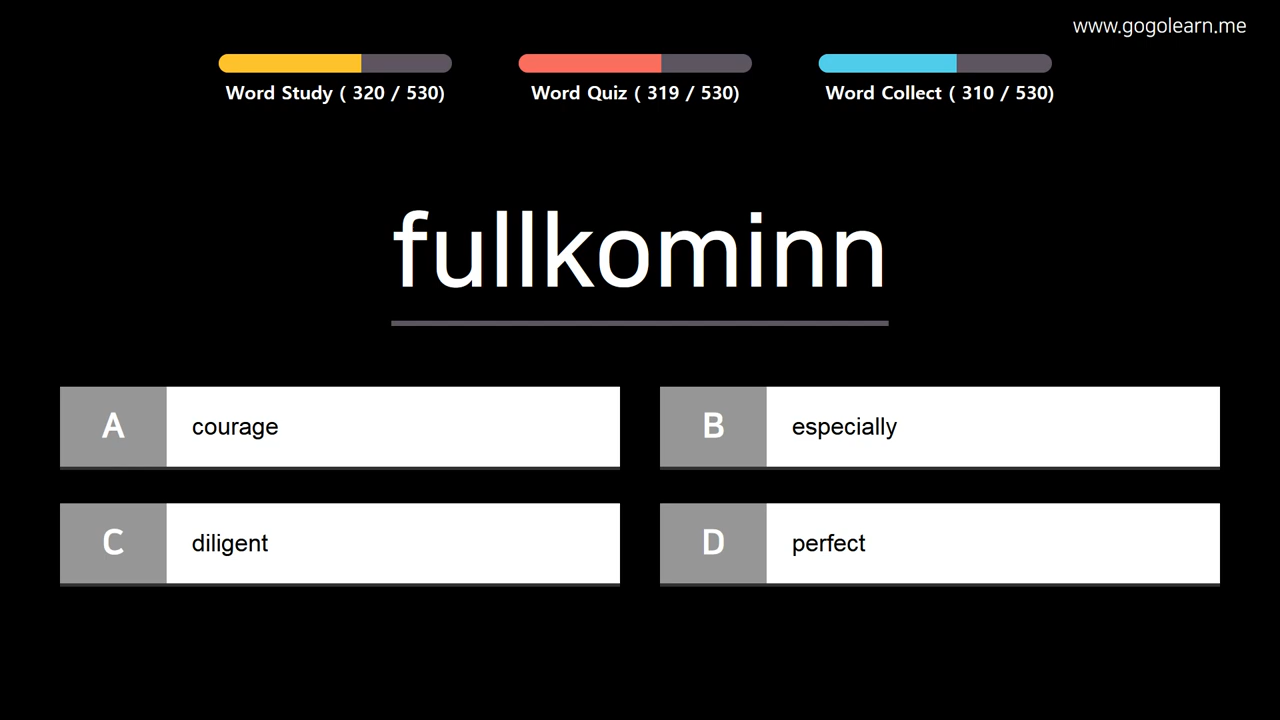 www.gogolearn.me
Word Study ( 320 / 530)
Word Quiz ( 319 / 530)
Word Collect ( 310 / 530)
fullkominn
A courage
B especially
C diligent
D perfect